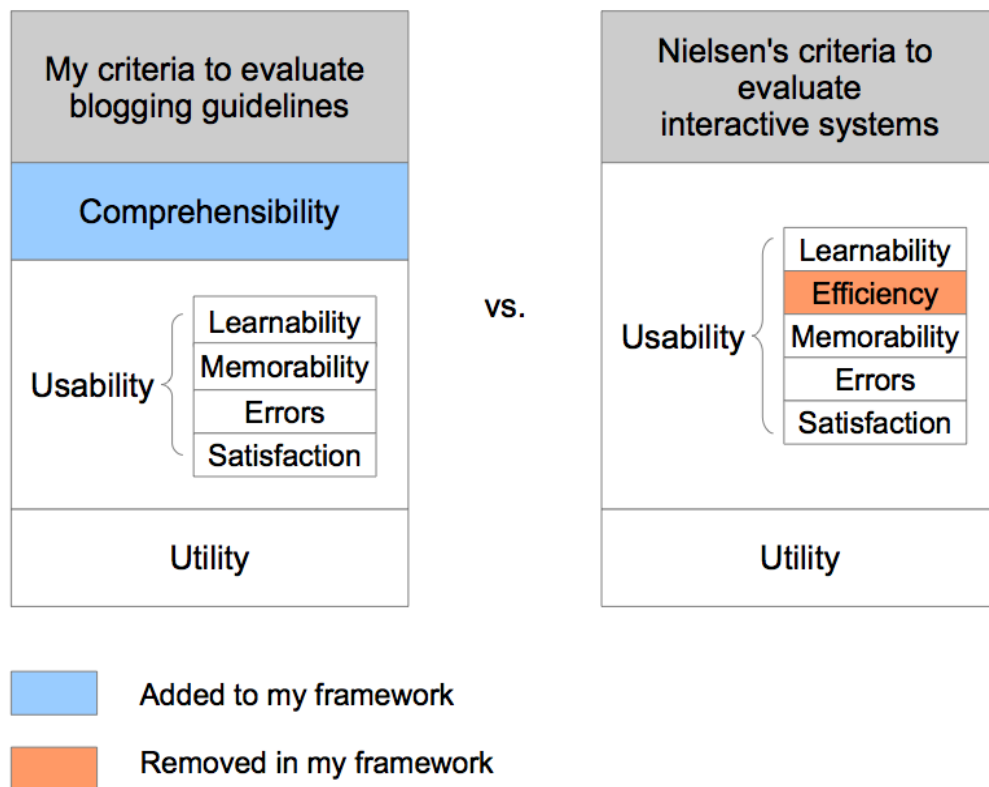 My criteria to evaluate
blogging guidelines
Comprehensibility
Usability
Learnability
Memorability
Errors
Satisfaction
Utility
vs.
Nielsen's criteria to
evaluate
interactive systems
Usability
Learnability
Efficiency
Memorability
Errors
Satisfaction
Utility
Added to my framework
Removed in my framework